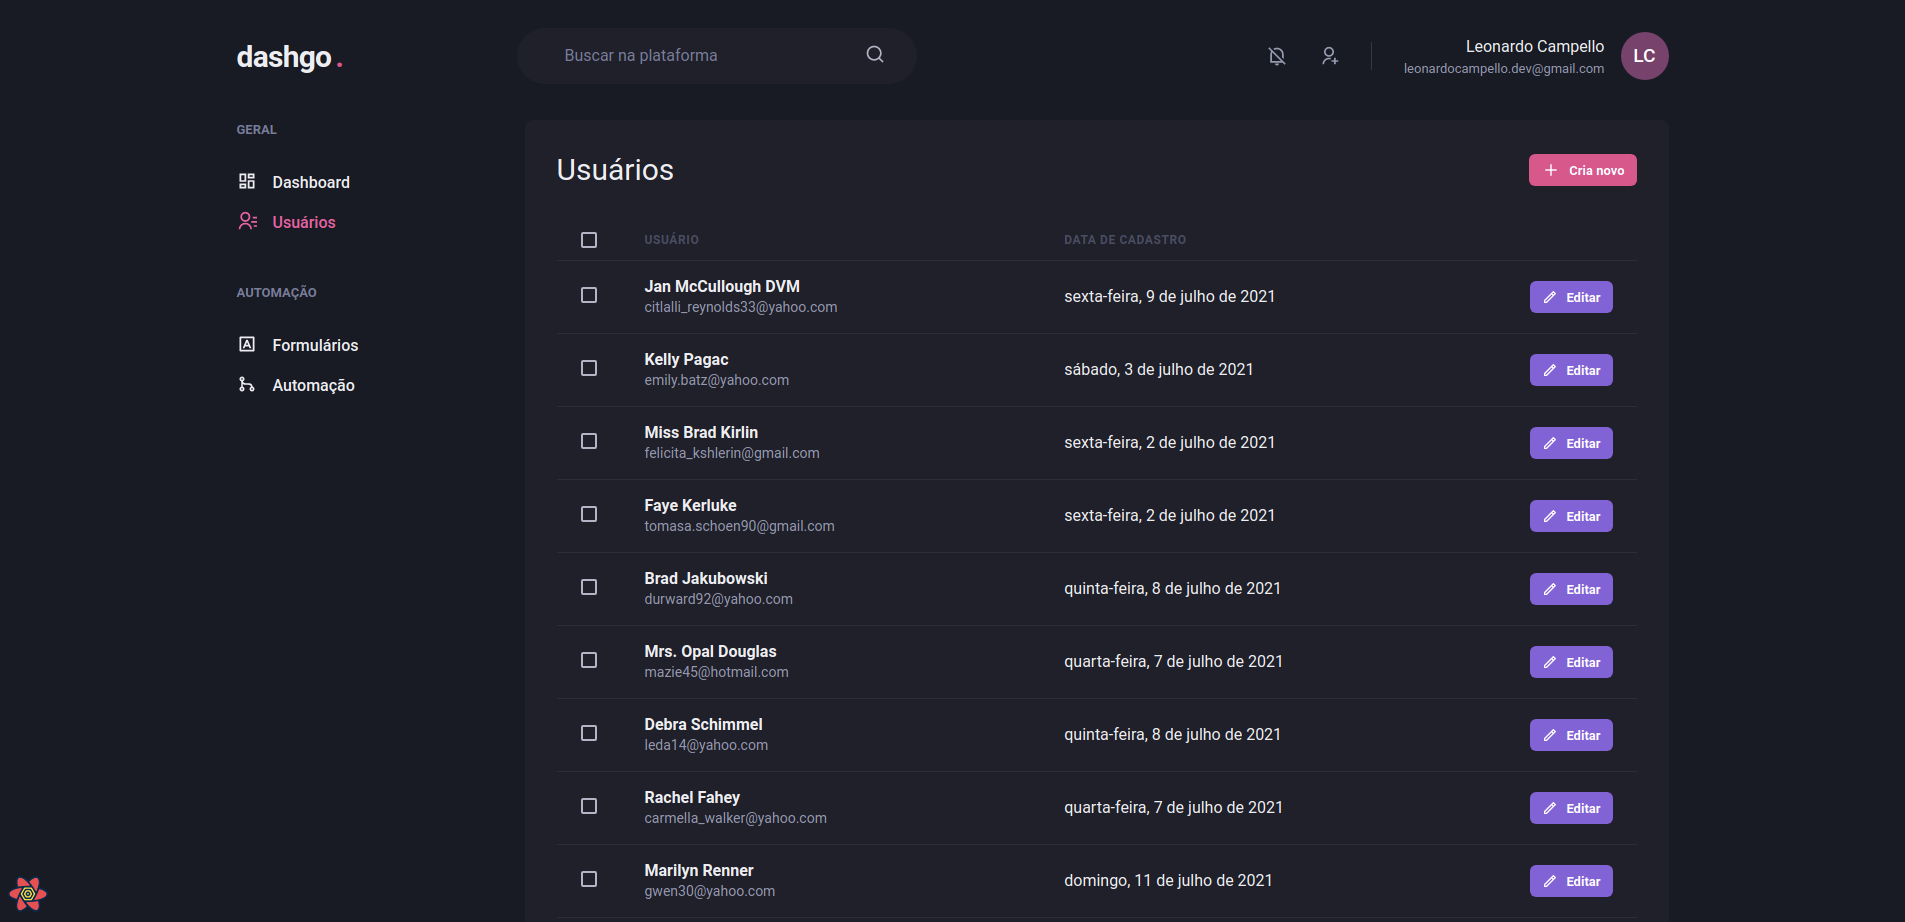 dashgo.
Buscar na plataforma
Leonardo Campello
leonardocampello.dev@gmail.com
LC
GERAL
Dashboard
Usuários
AUTOMAÇÃO
Formulários
Automação
Usuários
Cria novo
USUÁRIO DATA DE CADASTRO
Jan McCullough DVM
citlalli_reynolds33@yahoo.com
sexta-feira, 9 de julho de 2021
Editar
Kelly Pagac
emily.batz@yahoo.com
sábado, 3 de julho de 2021
Editar
Miss Brad Kirlin
felicita_kshlerin@gmail.com
sexta-feira, 2 de julho de 2021
Editar
Faye Kerluke
tomasa.schoen90@gmail.com
sexta-feira, 2 de julho de 2021
Editar
Brad Jakubowski
durward92@yahoo.com
quinta-feira, 8 de julho de 2021
Editar
Mrs. Opal Douglas
mazie45@hotmail.com
quarta-feira, 7 de julho de 2021
Editar
Debra Schimmel
leda14@yahoo.com
quinta-feira, 8 de julho de 2021
Editar
Rachel Fahey
carmella_walker@yahoo.com
quarta-feira, 7 de julho de 2021
Editar
Marilyn Renner
gwen30@yahoo.com
domingo, 11 de julho de 2021
Editar